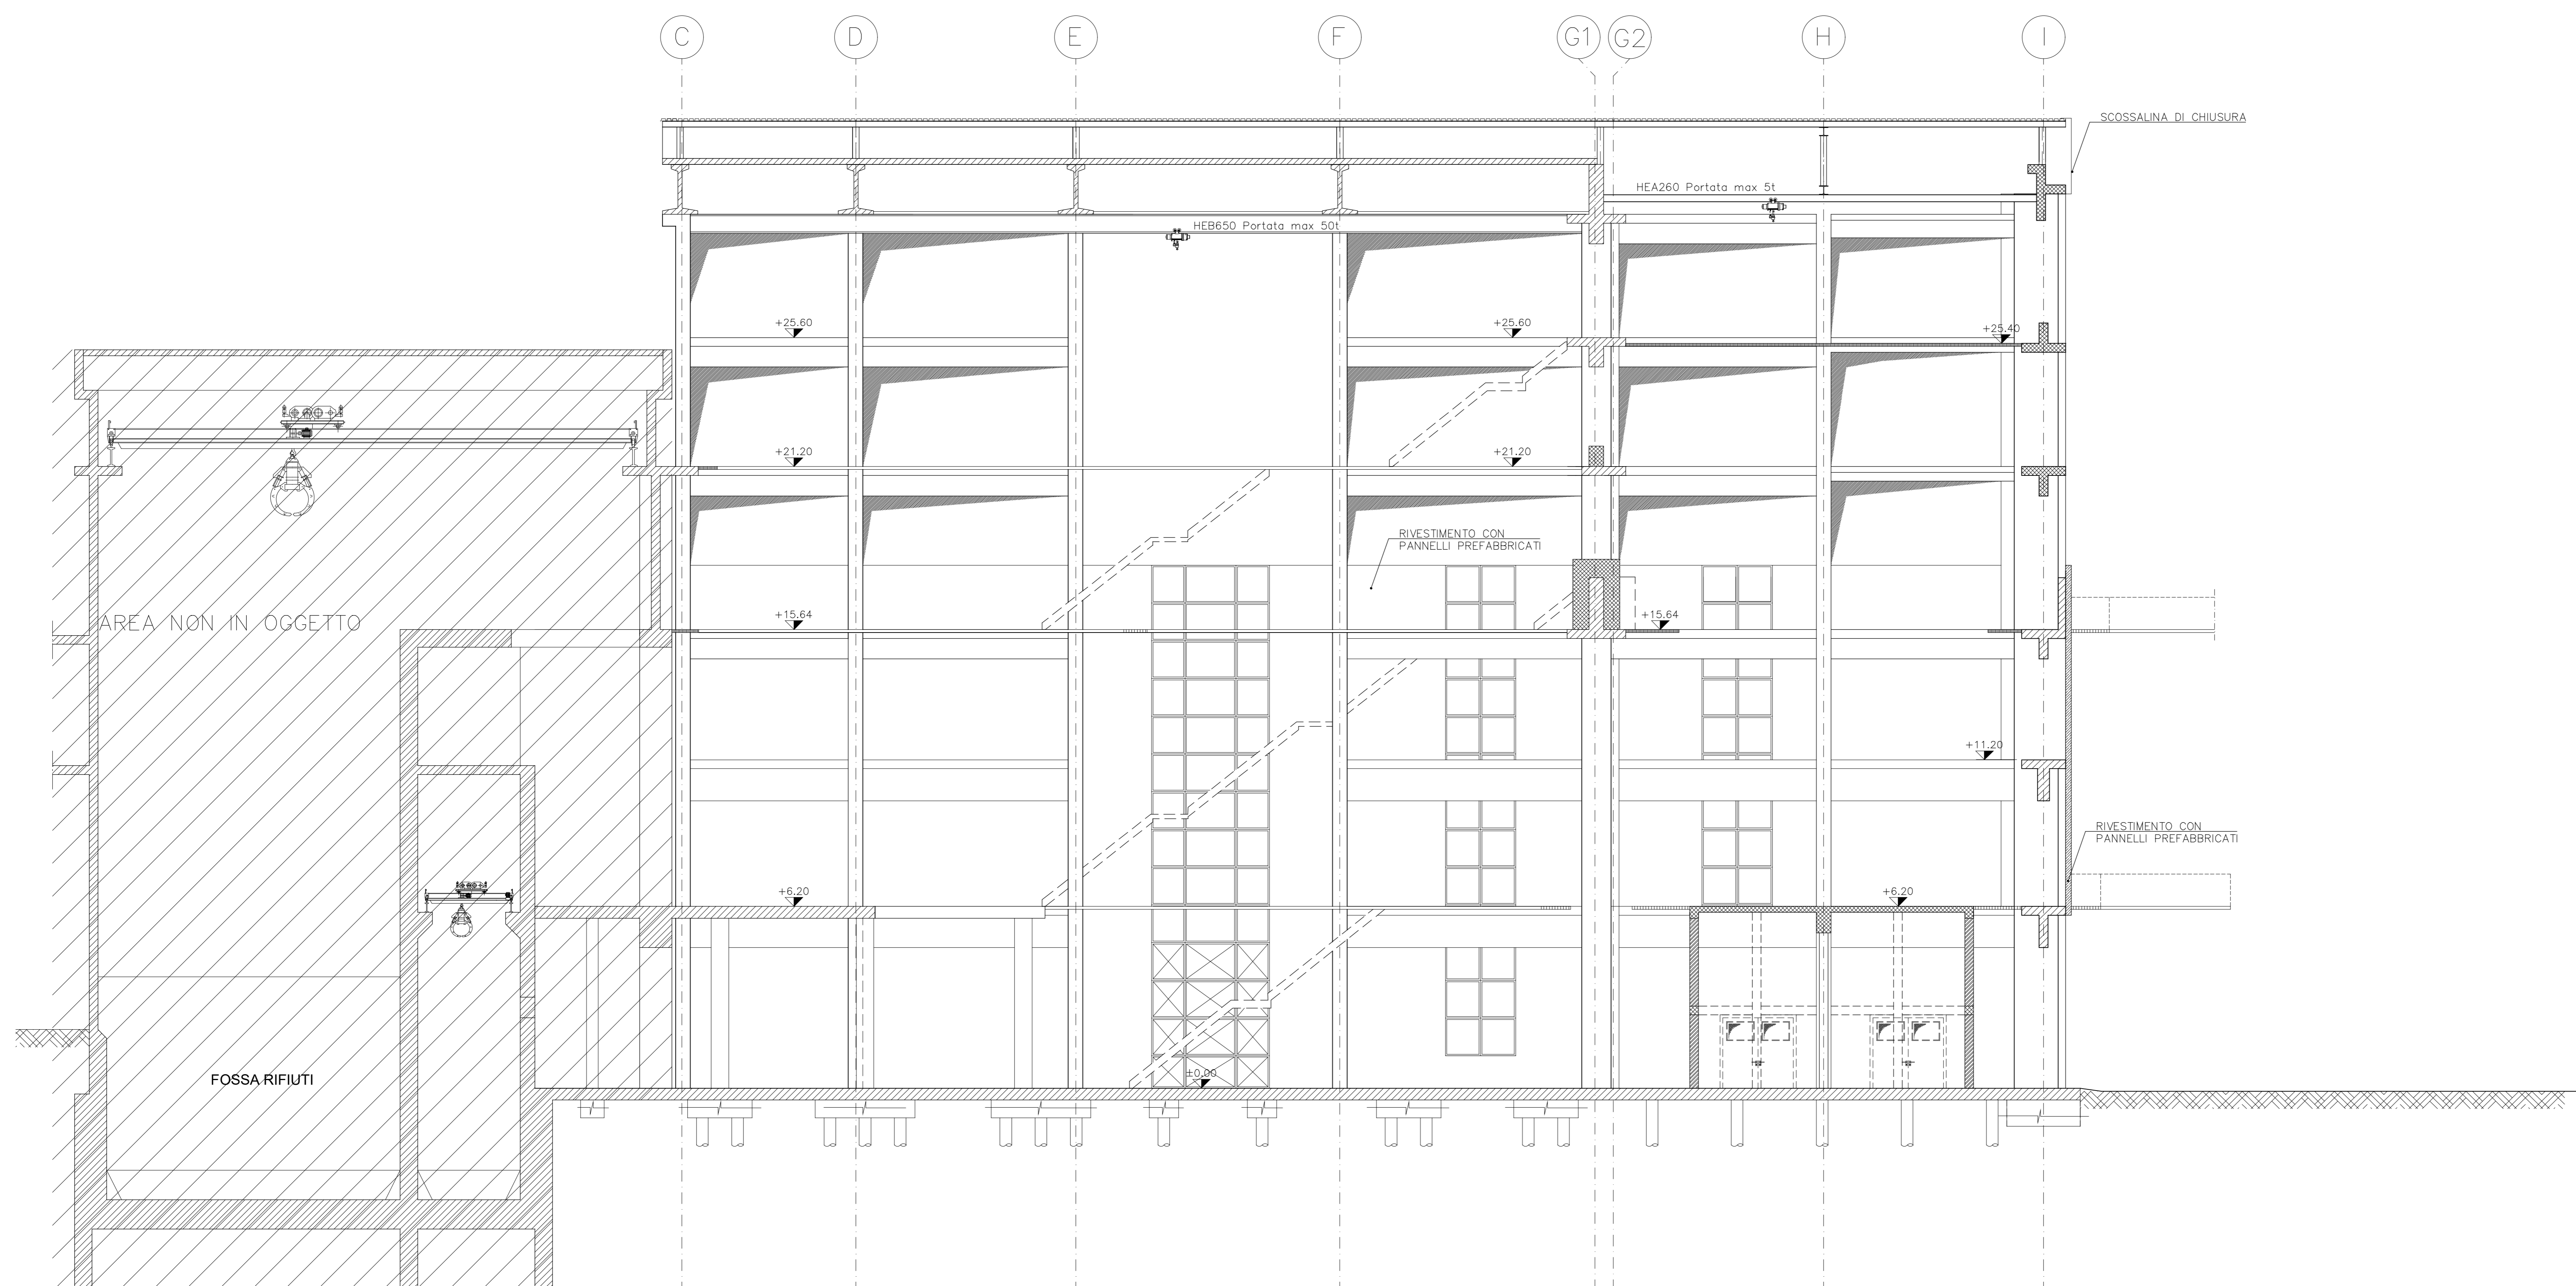 C D E F G1 G2 H I
SCOSSALINA DI CHIUSURA
HEA260 Portata max 5t
HEB650 Portata max 50t
+25.60 +25.60 +25.40
+21.20 +21.20
RIVESTIMENTO CON
PANNELLI PREFABBRICATI
+15.64 +15.64
AREA NON IN OGGETTO
+11.20
RIVESTIMENTO CON
PANNELLI PREFABBRICATI
+6.20 +6.20
FOSSA RIFIUTI
±0.00